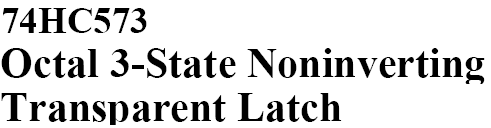 74HC573
Octal 3-State Noninverting
Transparent Latch